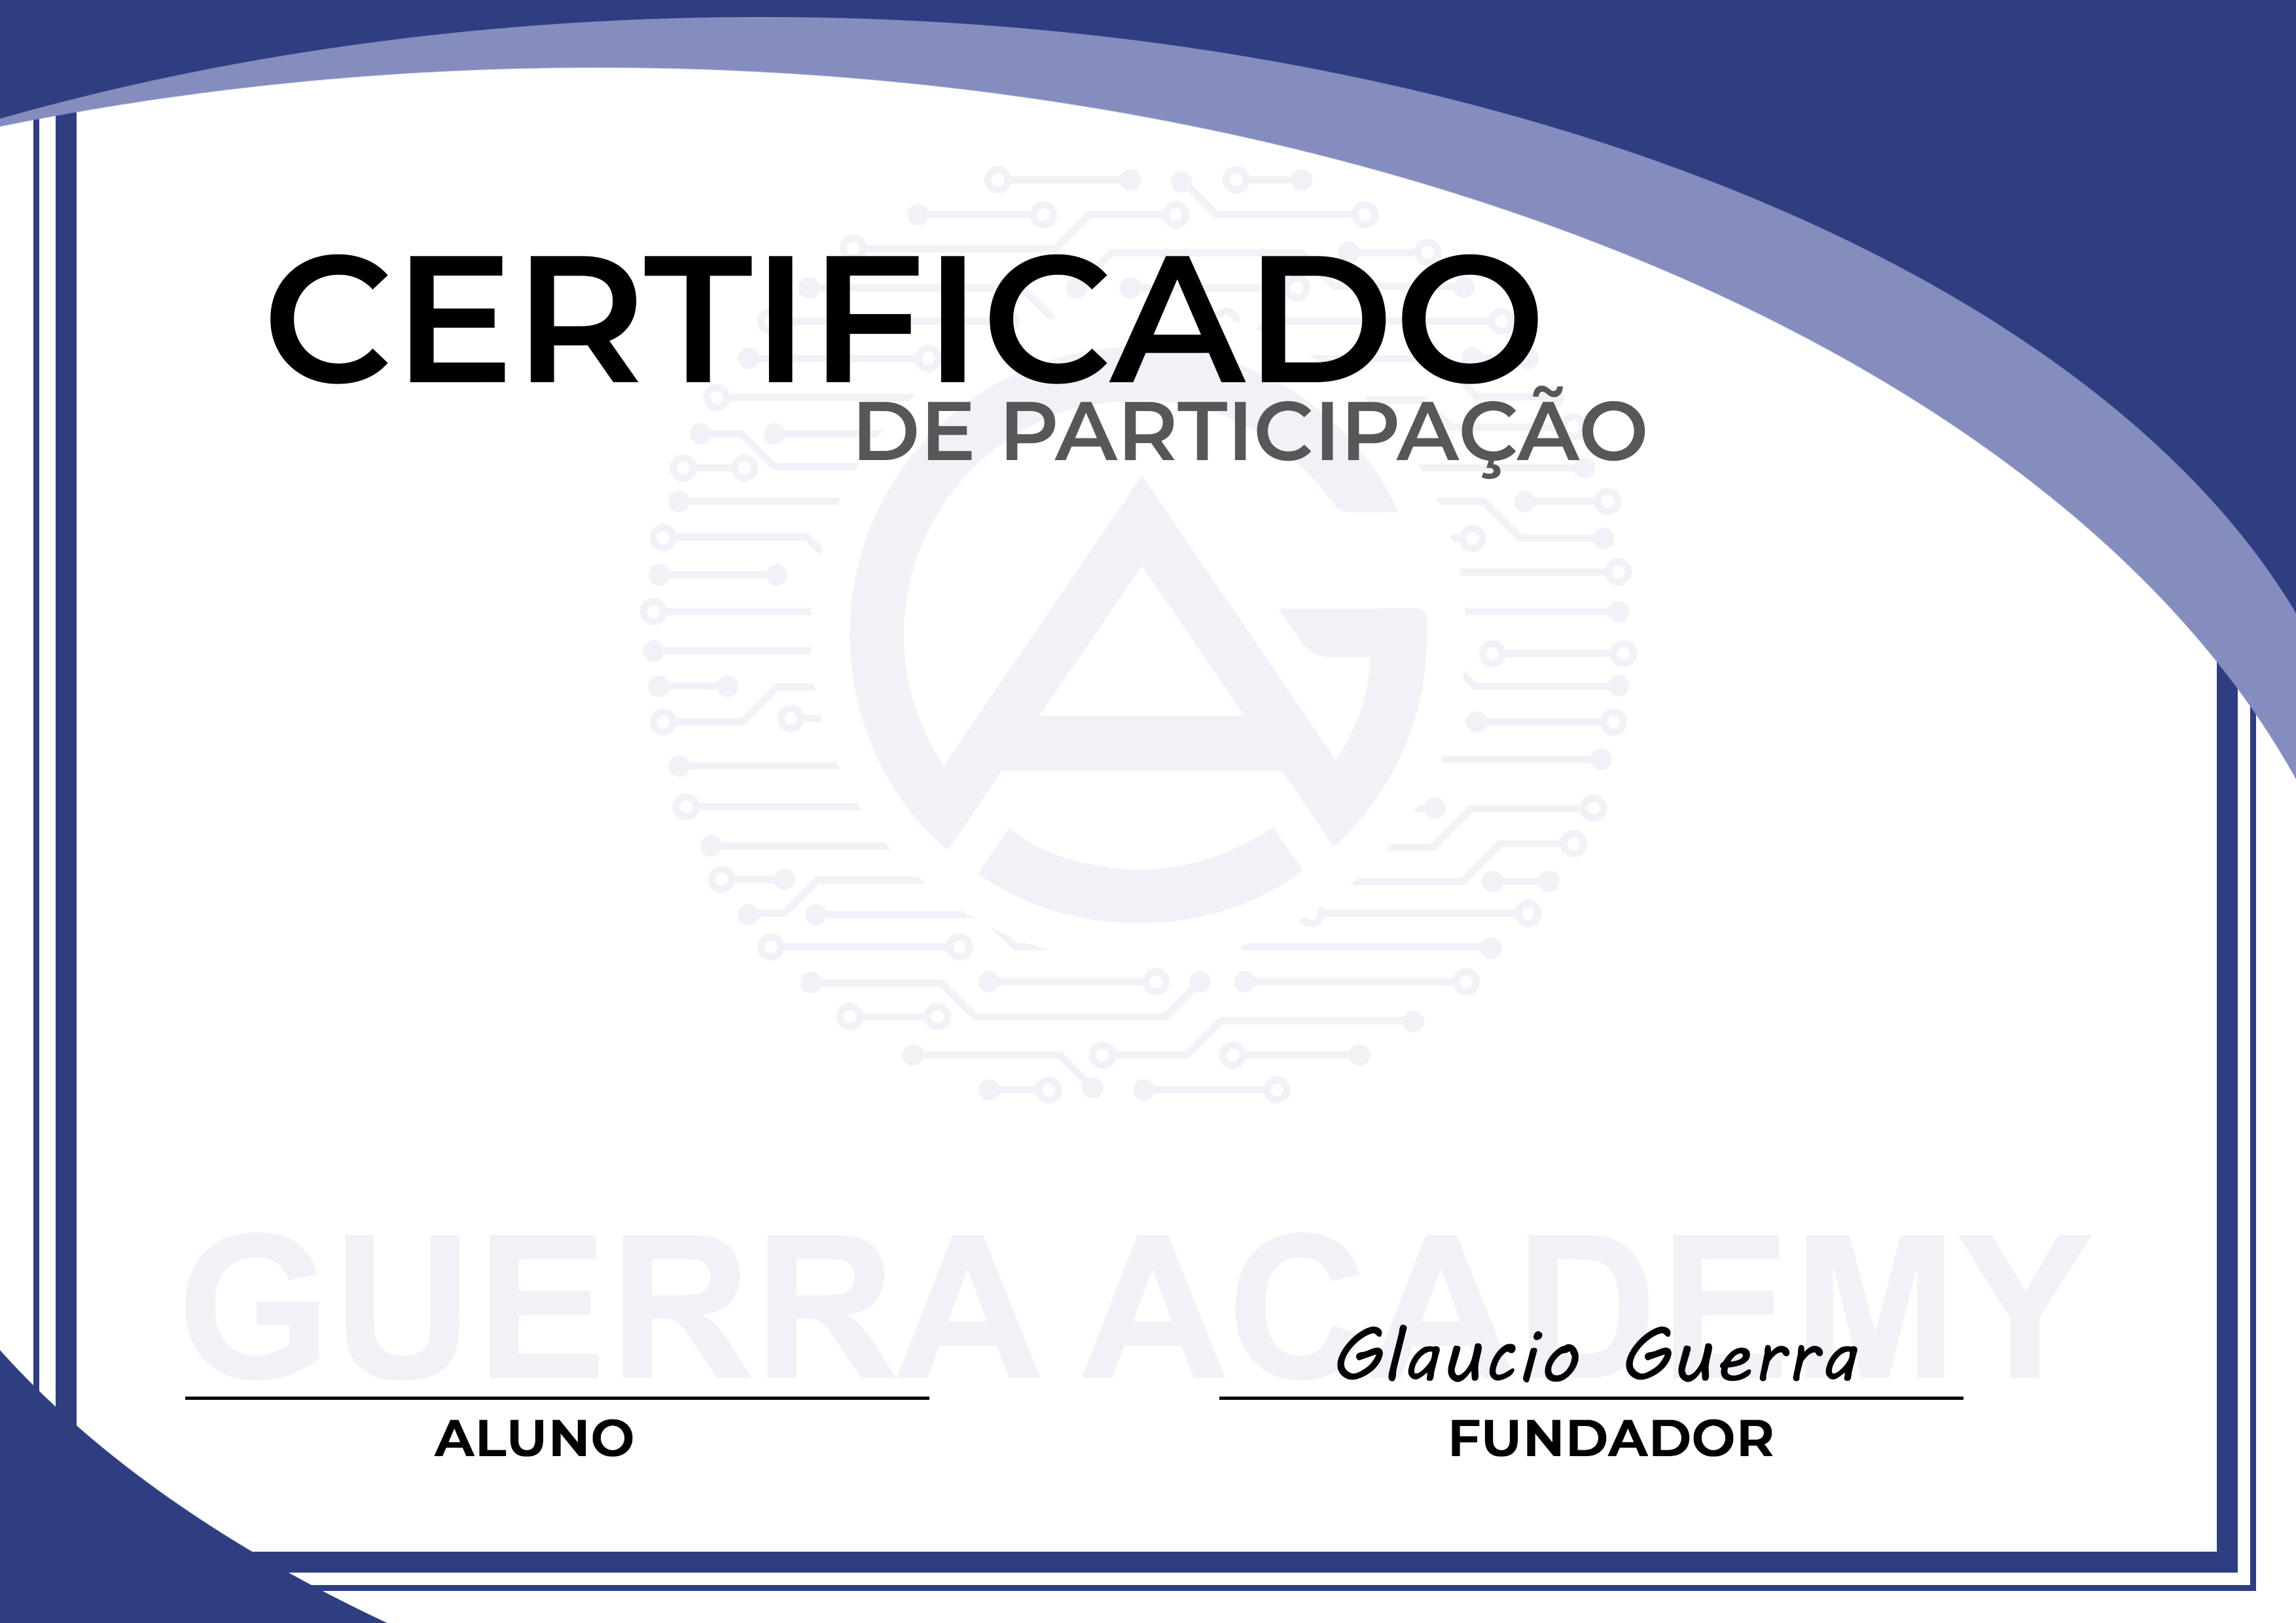 CERTIFICADO
DE PARTICIPAÇÃO
GUERRA ACADEMY
Glaucio Guerra
ALUNO
FUNDADOR